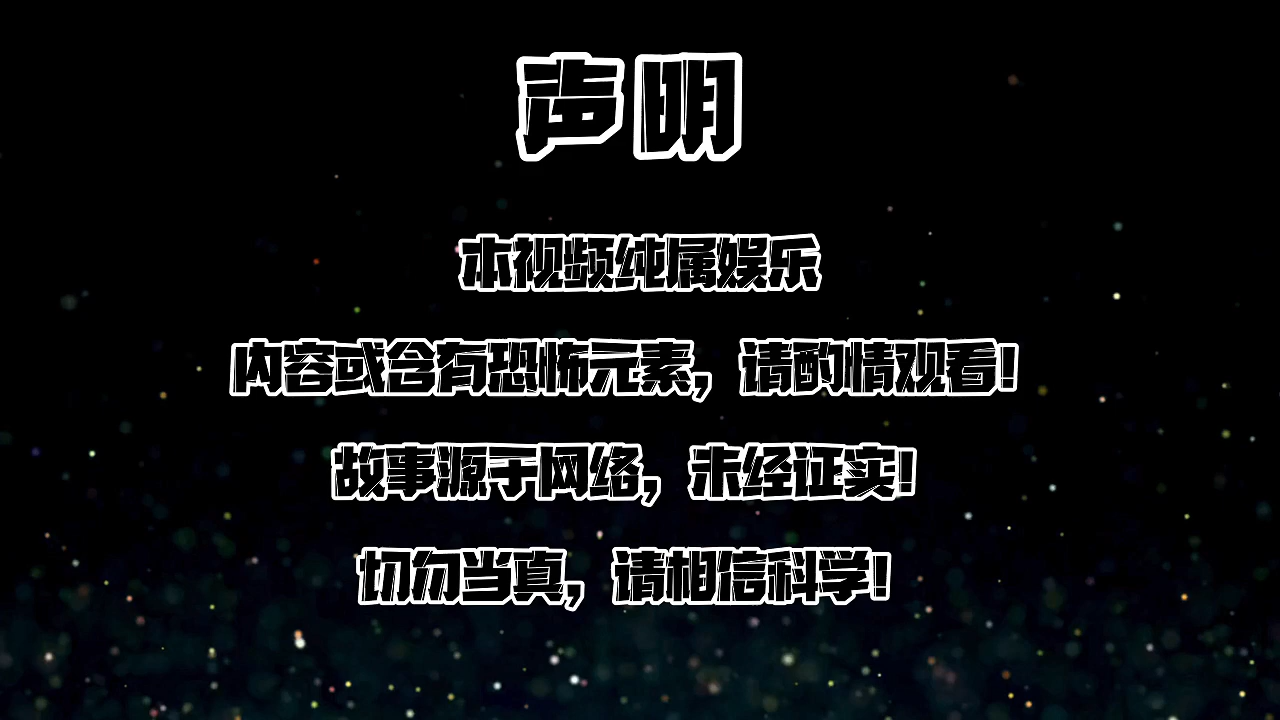 声明
本视频纯属娱乐
内容或含有恐怖元素，请酌情观看！
故事源于网络，未经证实！
切勿当真，请相信科学！